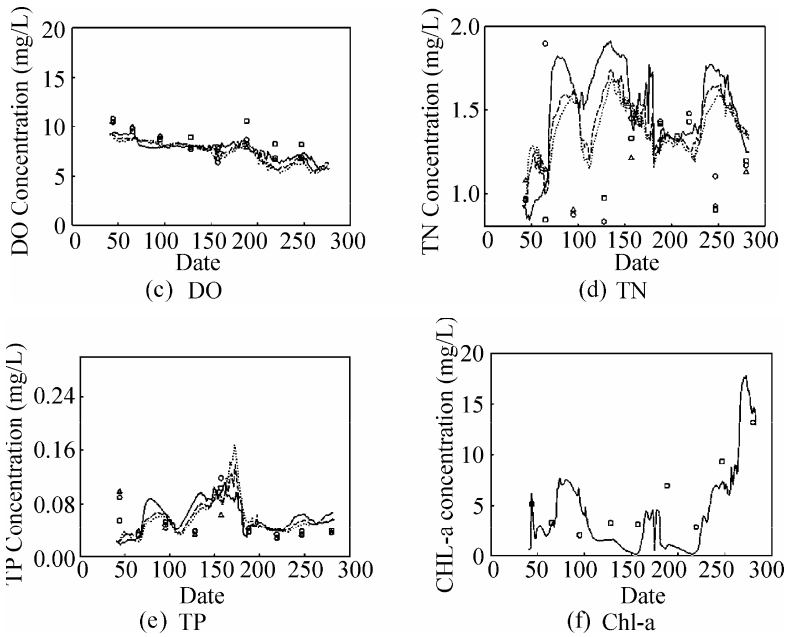 DO Concentration (mg/L)
20
15
10
5
0
0 50 100 150 200 250 300
Date
(c) DO
TN Concentration (mg/L)
2.0
1.5
1.0
0 50 100 150 200 250 300
Date
(d) TN
TP Concentration (mg/L)
0.24
0.16
0.08
0.00
0 50 100 150 200 250 300
Date
(e) TP
CHL-a concentration (mg/L)
20
15
10
5
0
0 50 100 150 200 250 300
Date
(f) Chl-a